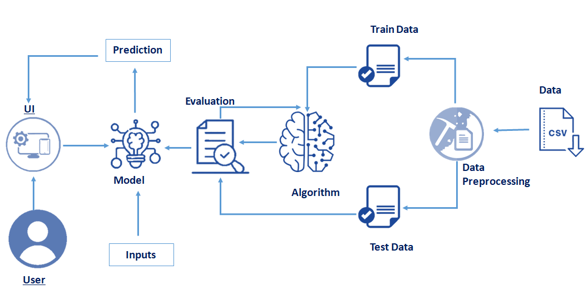 Train Data
Prediction
Data
UI
Evaluation
CSV
Model
Algorithm
Data
Preprocessing
Test Data
Inputs
User